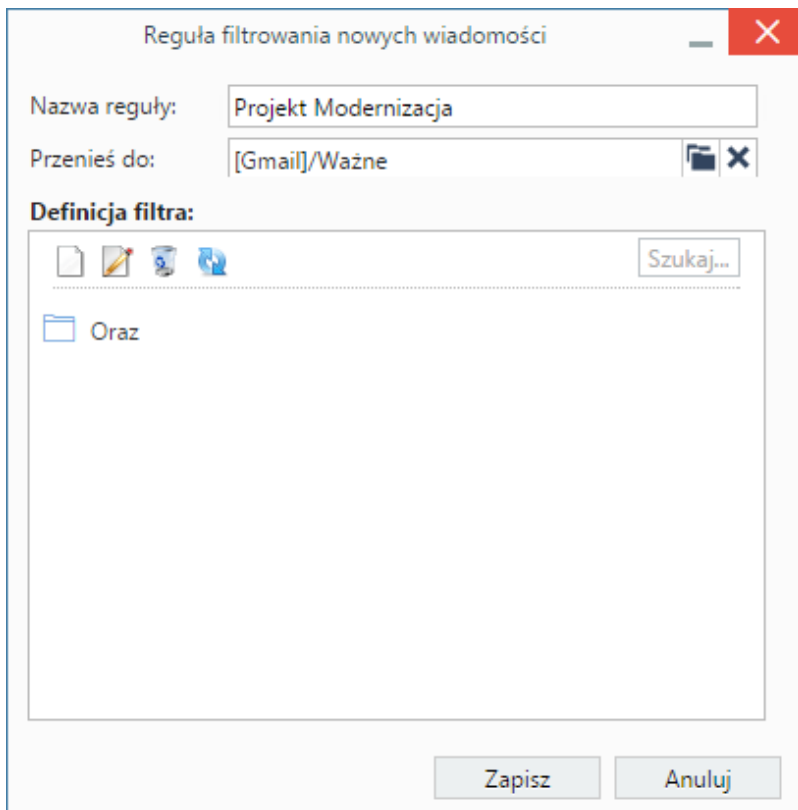 Reguła filtrowania nowych wiadomości
Nazwa reguły: Projekt Modernizacja
Przenieś do: [Gmail]/Ważne
Definicja filtra:
Szukaj...
Oraz
Zapisz Anuluj